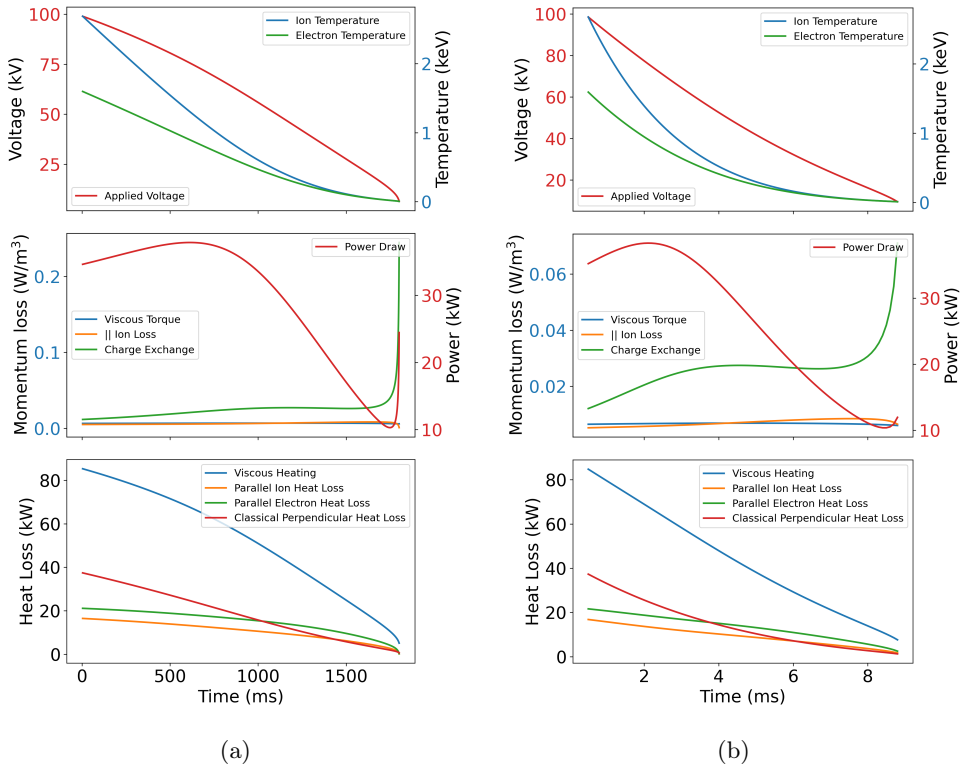 100
75
50
25
Voltage (kV)
Ion Temperature
Electron Temperature
Applied Voltage
2
1
0
Temperature (keV)
0.2
0.1
0.0
Momentum loss (W/m³)
Power Draw
Viscous Torque
|| Ion Loss
Charge Exchange
30
20
10
Power (kW)
80
60
40
20
0
Heat Loss (kW)
Viscous Heating
Parallel Ion Heat Loss
Parallel Electron Heat Loss
Classical Perpendicular Heat Loss
0 500 1000 1500
Time (ms)
(a)
100
80
60
40
20
Voltage (kV)
Ion Temperature
Electron Temperature
Applied Voltage
2
1
0
Temperature (keV)
0.06
0.04
0.02
Momentum loss (W/m³)
Power Draw
Viscous Torque
|| Ion Loss
Charge Exchange
30
20
10
Power (kW)
80
60
40
20
0
Heat Loss (kW)
Viscous Heating
Parallel Ion Heat Loss
Parallel Electron Heat Loss
Classical Perpendicular Heat Loss
2 4 6 8
Time (ms)
(b)